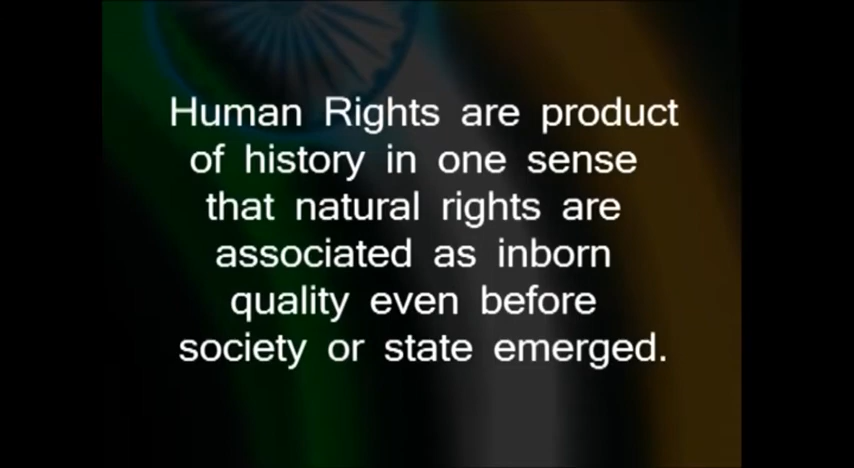 Human Rights are product
of history in one sense
that natural rights are
associated as inborn
quality even before
society or state emerged.